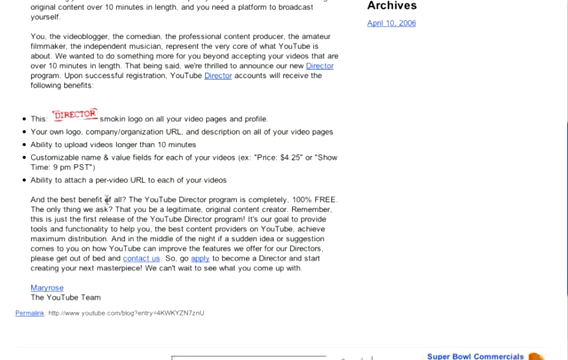 original content over 10 minutes in length, and you need a platform to broadcast
yourself.
You, the videoblogger, the comedian, the professional content producer, the amateur
filmmaker, the independent musician, represent the very core of what YouTube is
about. We wanted to do something more for you beyond accepting your videos that are
over 10 minutes in length. That being said, we're thrilled to announce our new Director
program. Upon successful registration, YouTube Director accounts will receive the
following benefits:
This "DIRECTOR" smokin logo on all your video pages and profile.
Your own logo, company/organization URL, and description on all of your video pages
Ability to upload videos longer than 10 minutes
Customizable name & value fields for each of your videos (ex: "Price: $4.25" or "Show
Time: 9 pm PST")
Ability to attach a per-video URL to each of your videos
And the best benefit of all? The YouTube Director program is completely, 100% FREE.
The only thing we ask? That you be a legitimate, original content creator. Remember,
this is just the first release of the YouTube Director program! It's our goal to provide
tools and functionality to help you, the best content providers on YouTube, achieve
maximum distribution. And in the middle of the night if a sudden idea or suggestion
comes to you on how YouTube can improve the features we offer for our Directors,
please get out of bed and contact us. So, go apply to become a Director and start
creating your next masterpiece! We can't wait to see what you come up with.
Maryrose
The YouTube Team
Permalink: http://www.youtube.com/blog?entry=4KWKYZN7znU
Archives
April 10, 2006
Super Bowl Commercials